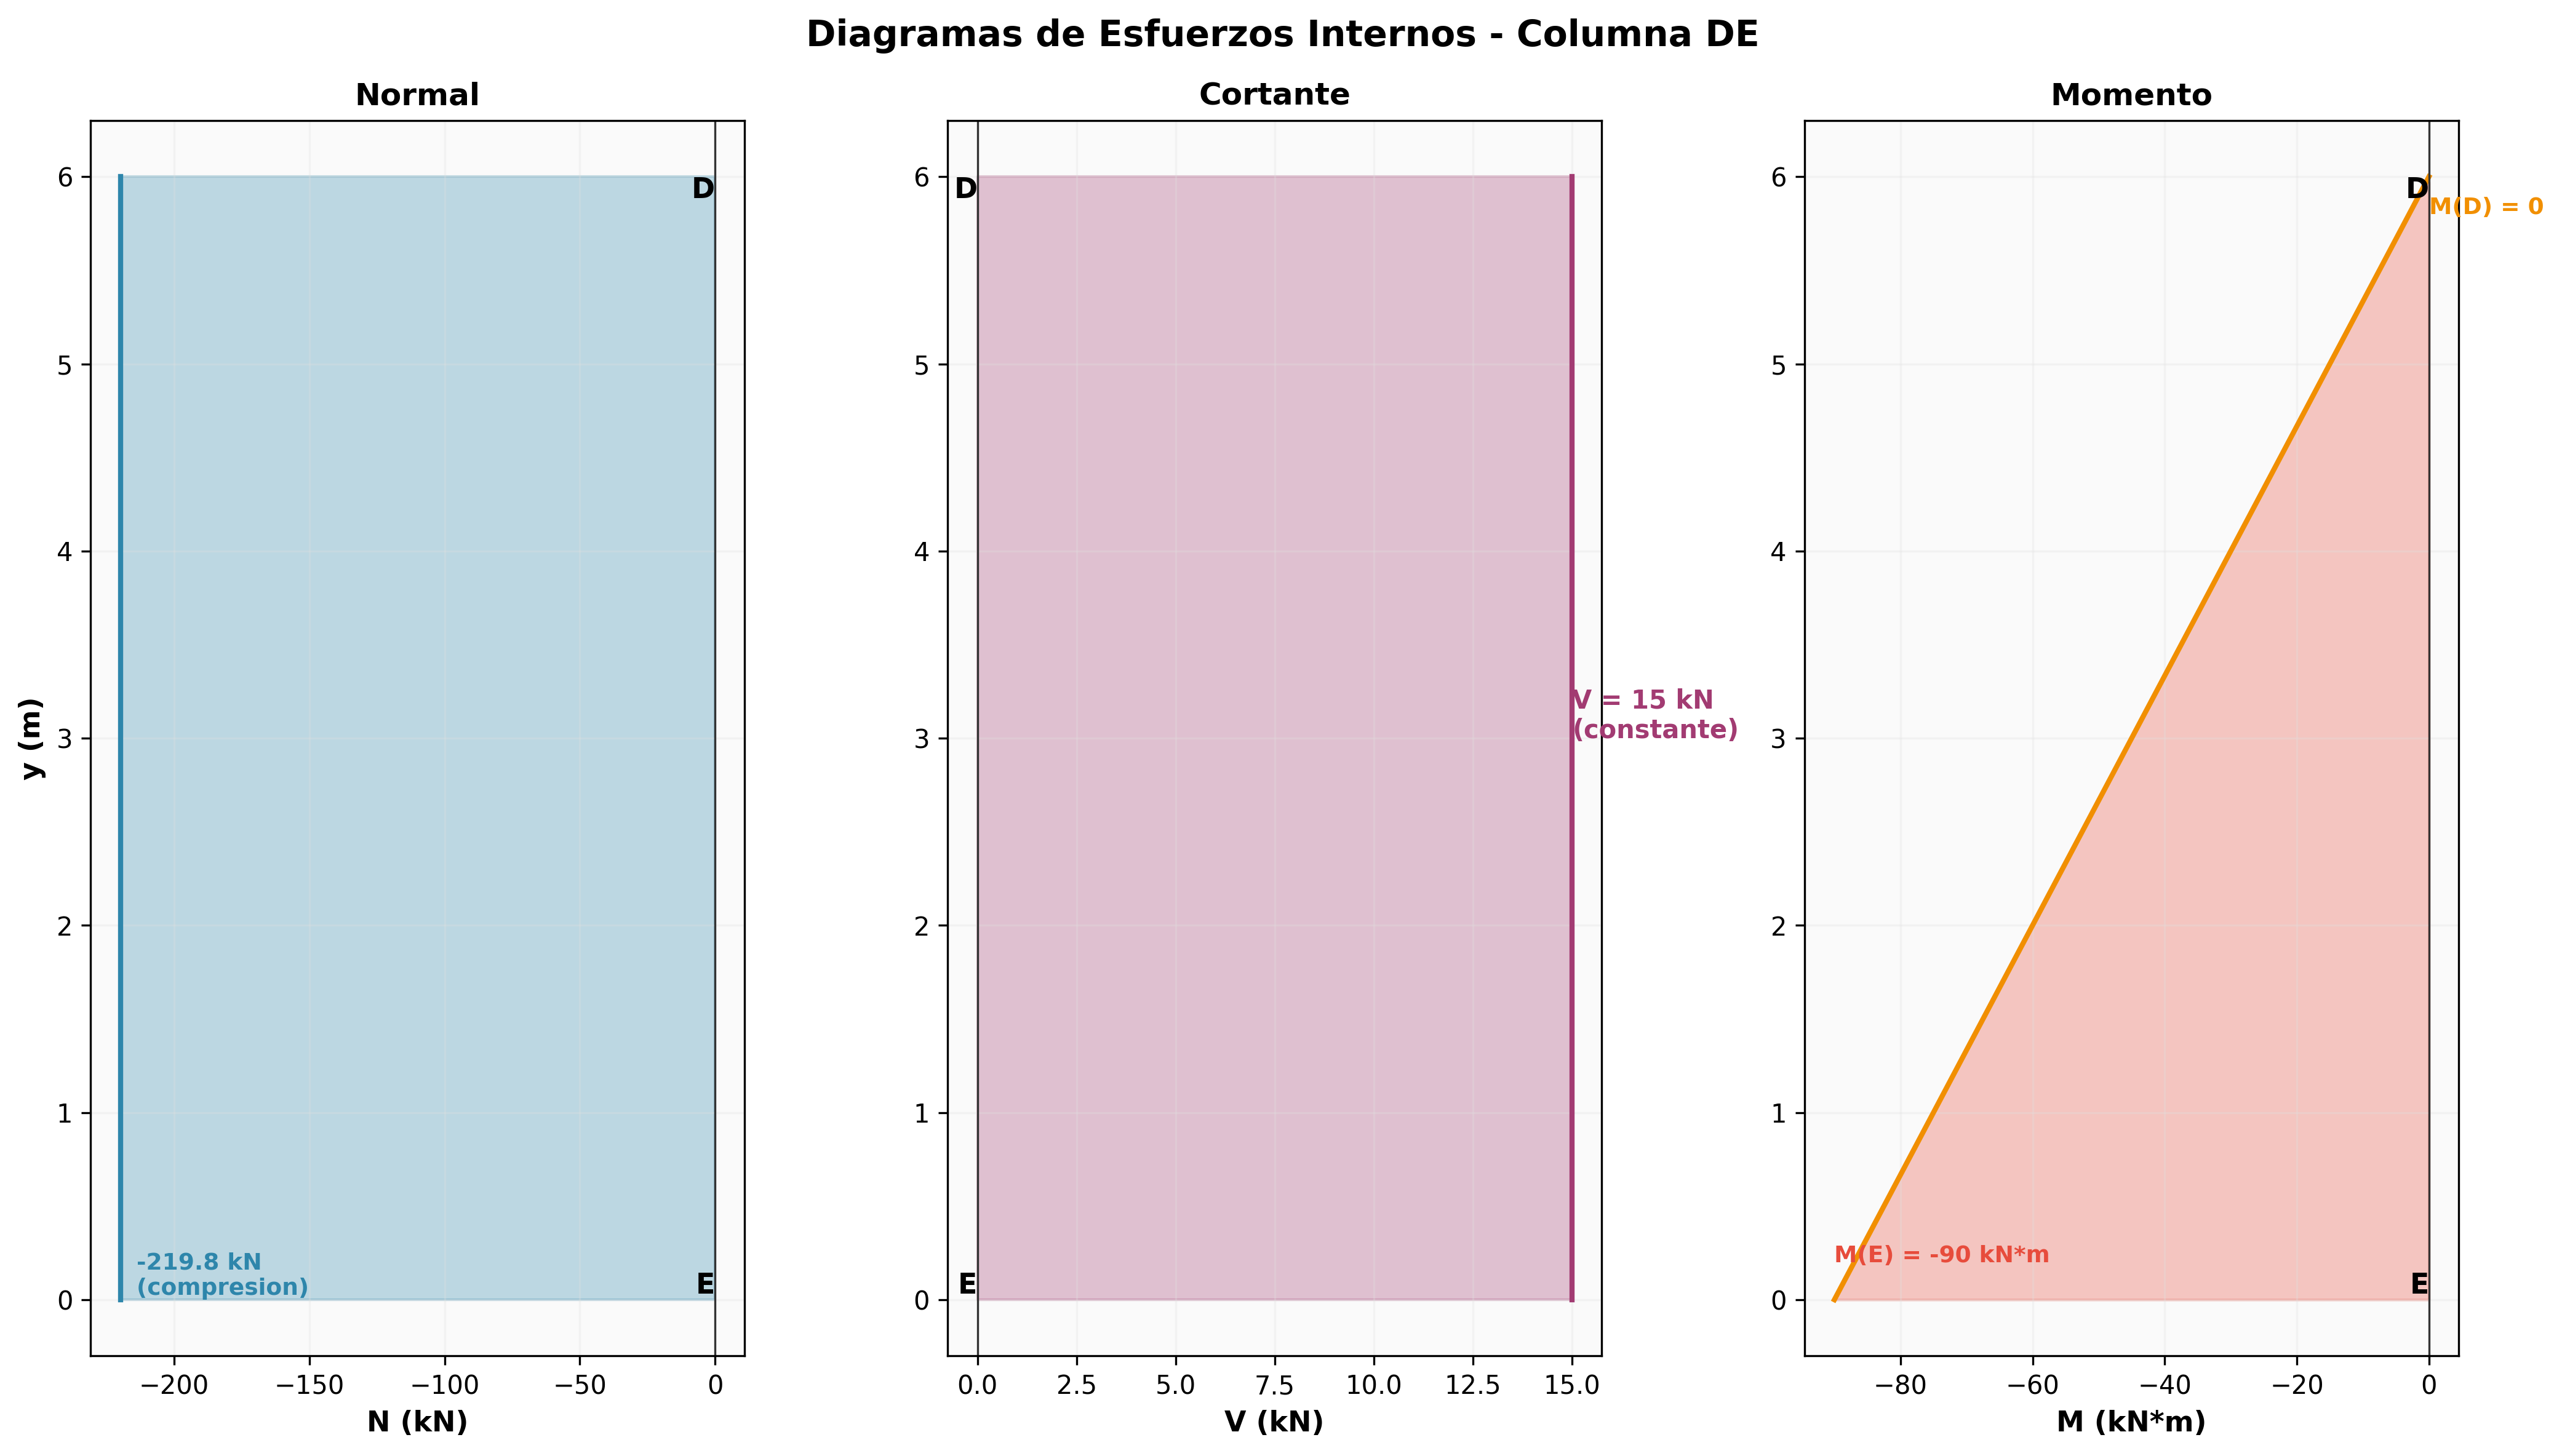 Diagramas de Esfuerzos Internos - Columna DE
Normal
6
5
4
3
2
1
0
y (m)
D
E
-219.8 kN
(compresion)
−200
−150
−100
−50
0
N (kN)
Cortante
6
5
4
3
2
1
0
D
E
V = 15 kN
(constante)
0.0
2.5
5.0
7.5
10.0
12.5
15.0
V (kN)
Momento
6
5
4
3
2
1
0
D
M(D) = 0
M(E) = -90 kN*m
E
−80
−60
−40
−20
0
M (kN*m)